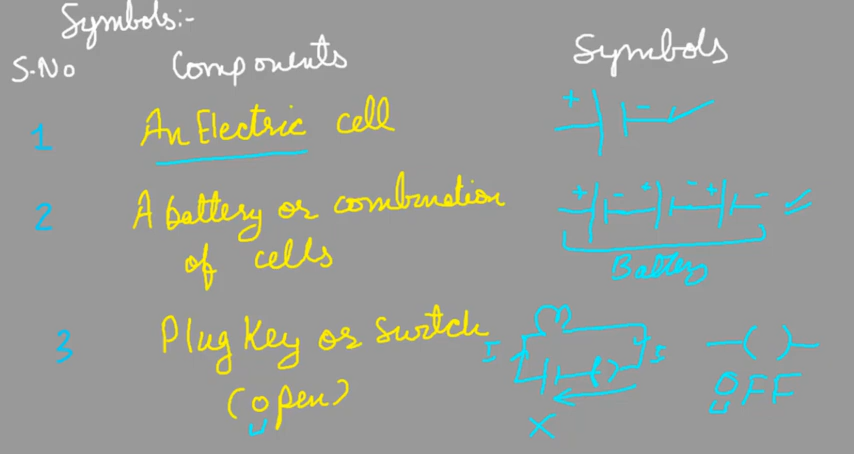 Symbols:-
S.No Components Symbols
1 An Electric cell + -
2 A battery or combination + - + - + -
of cells Battery
3 Plug Key or Switch I I ( )
(open) OFF
X